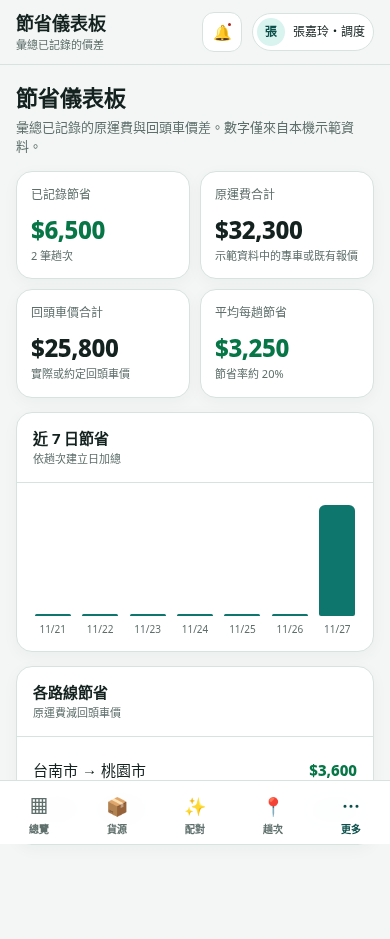 節省儀表板
彙總已記錄的價差
張
張嘉玲・調度
節省儀表板
彙總已記錄的原運費與回頭車價差。數字僅來自本機示範資
料。
已記錄節省
$6,500
2 筆趟次
原運費合計
$32,300
示範資料中的專車或既有報價
回頭車價合計
$25,800
實際或約定回頭車價
平均每趟節省
$3,250
節省率約 20%
近 7 日節省
依趟次建立日加總
11/21
11/22
11/23
11/24
11/25
11/26
11/27
各路線節省
原運費減回頭車價
台南市 → 桃園市
$3,600
總覽
貨源
配對
趟次
更多